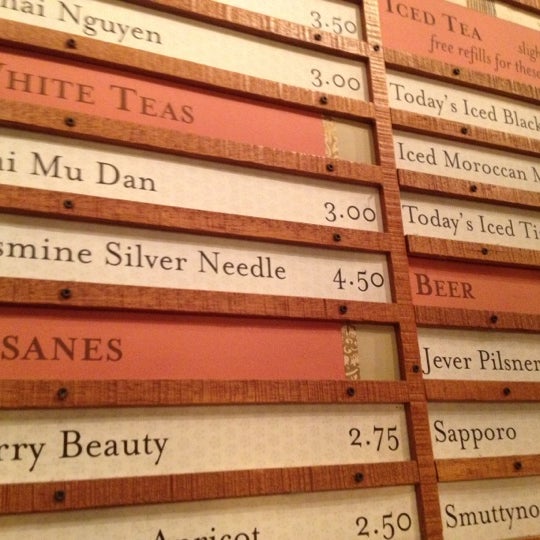 hai Nguyen 3.50
3.00
WHITE TEAS
ai Mu Dan 3.00
smine Silver Needle 4.50
SANES
rry Beauty 2.75
Apricot 2.50
ICED TEA
free refills for these
Today's Iced Black
Iced Moroccan M
Today's Iced Ti
BEER
Jever Pilsner
Sapporo
Smuttyno